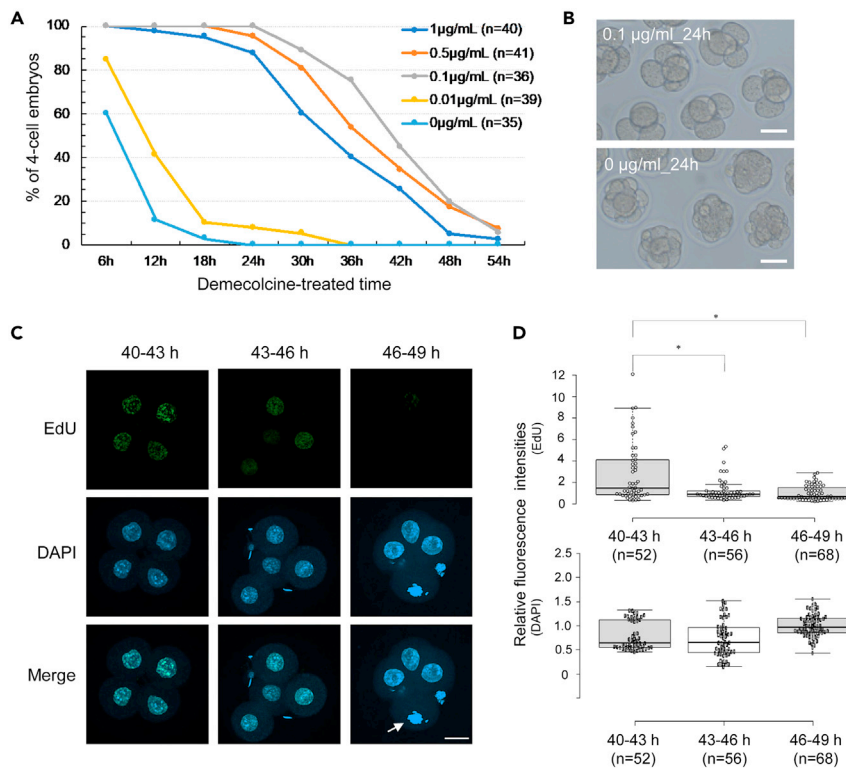 A
% of 4-cell embryos
100
80
60
40
20
0
6h 12h 18h 24h 30h 36h 42h 48h 54h
Demecolcine-treated time
1μg/mL (n=40)
0.5μg/mL (n=41)
0.1μg/mL (n=36)
0.01μg/mL (n=39)
0μg/mL (n=35)
B
0.1 μg/ml_24h
0 μg/ml_24h
C
40-43 h 43-46 h 46-49 h
EdU
DAPI
Merge
D
*
*
Relative fluorescence intensities
(EdU)
(DAPI)
12
10
8
6
4
2
0
40-43 h 43-46 h 46-49 h
(n=52) (n=56) (n=68)
2.5
2.0
1.5
1.0
0.5
0
40-43 h 43-46 h 46-49 h
(n=52) (n=56) (n=68)